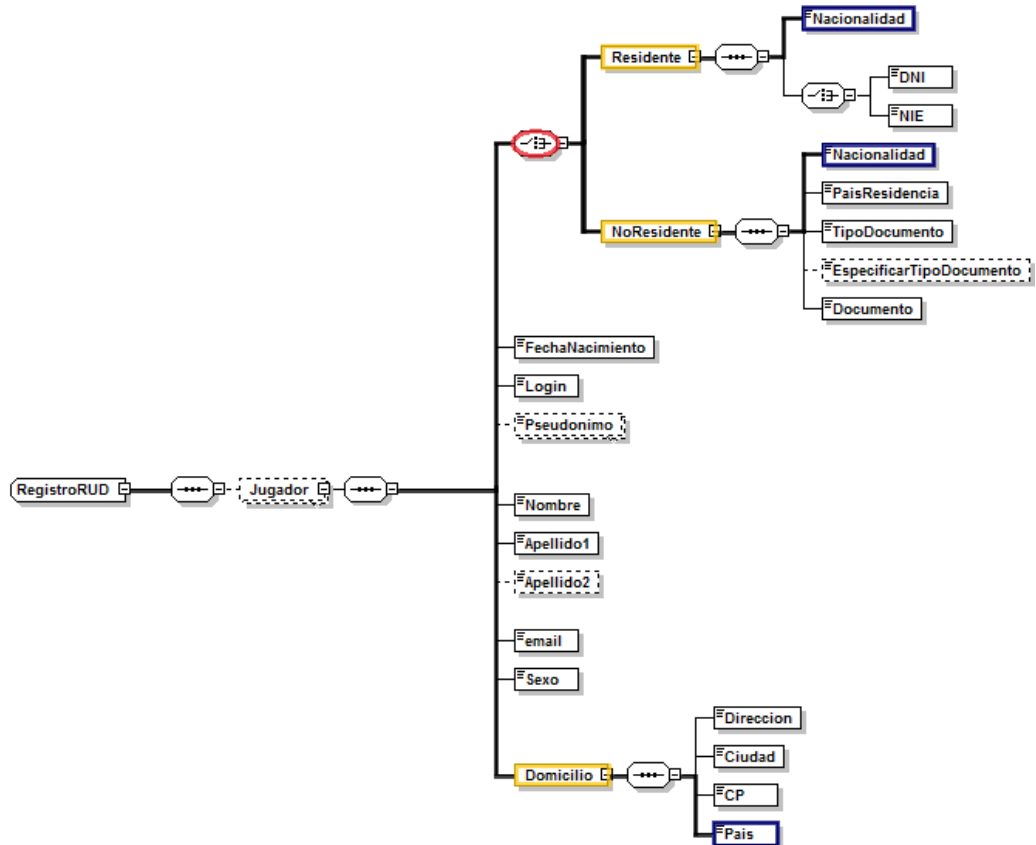 Nacionalidad
Residente
DNI
NIE
Nacionalidad
PaisResidencia
NoResidente
TipoDocumento
EspecificarTipoDocumento
Documento
FechaNacimiento
Login
Pseudonimo
RegistroRUD
Jugador
Nombre
Apellido1
Apellido2
email
Sexo
Direccion
Ciudad
Domicilio
CP
Pais